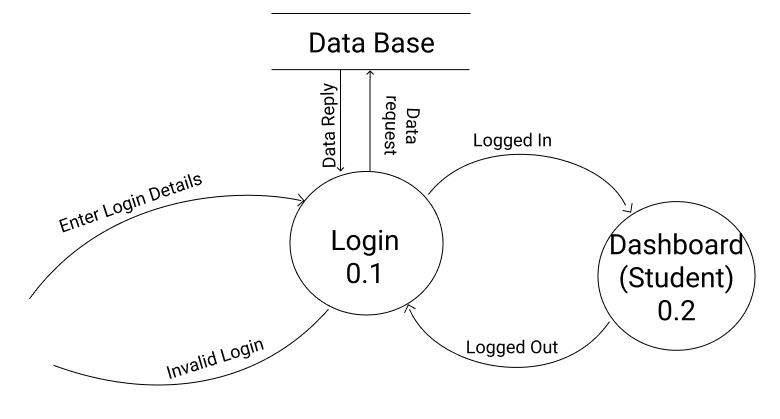 Data Base
Data Reply
Data
request
Logged In
Enter Login Details
Login
0.1
Dashboard
(Student)
0.2
Invalid Login
Logged Out